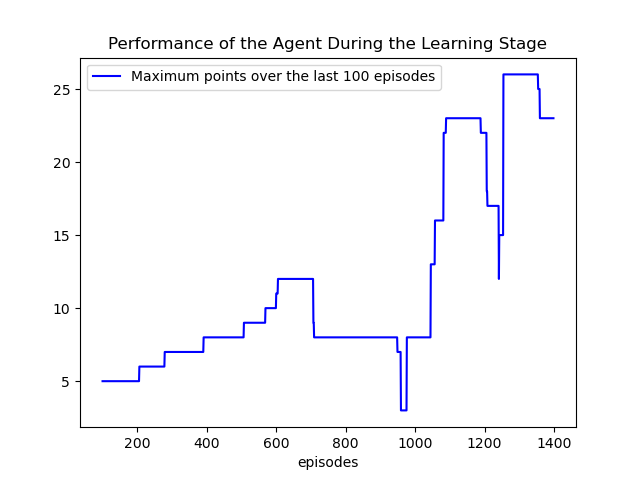 Performance of the Agent During the Learning Stage
Maximum points over the last 100 episodes
25
20
15
10
5
200 400 600 800 1000 1200 1400
episodes